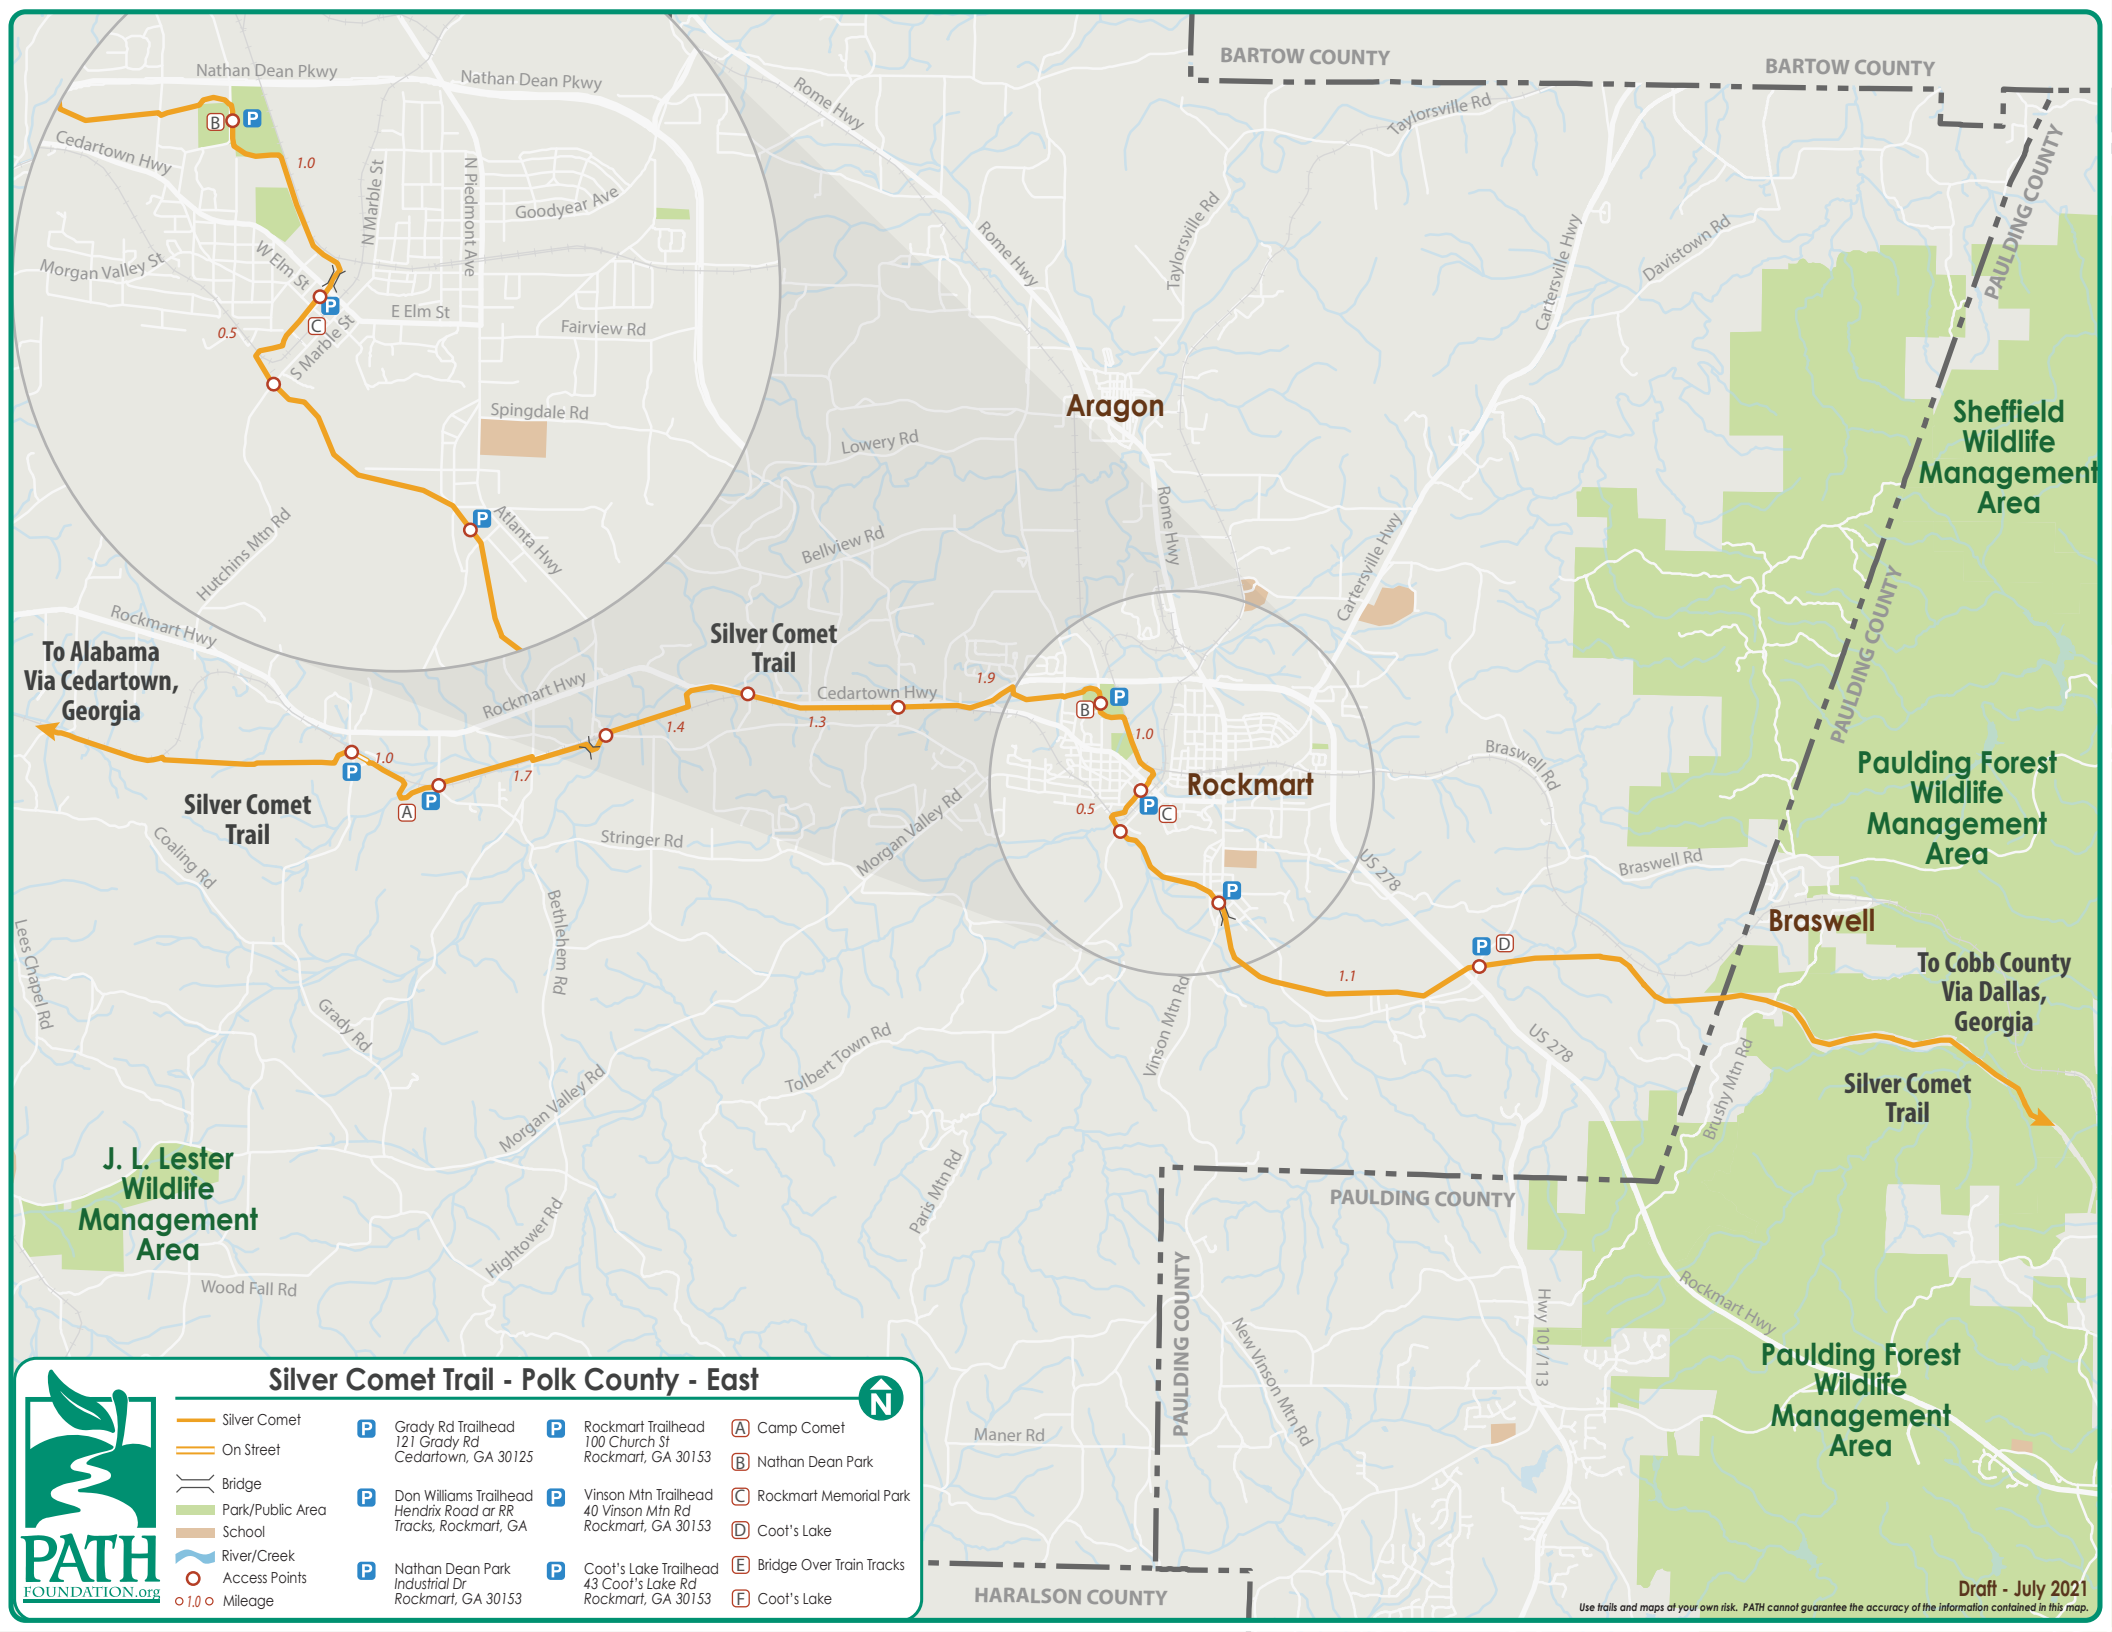 BARTOW COUNTY
BARTOW COUNTY
Nathan Dean Pkwy
Nathan Dean Pkwy
Rome Hwy
Taylorsville Rd
B
P
Cedartown Hwy
1.0
N Marble St
N Piedmont Ave
Goodyear Ave
PAULDING COUNTY
Rome Hwy
Taylorsville Rd
Cartersville Hwy
Davistown Rd
Morgan Valley St
W Elm St
P
C
E Elm St
Fairview Rd
0.5
S Marble St
Spingdale Rd
Aragon
Lowery Rd
Sheffield
Wildlife
Management
Area
P
Atlanta Hwy
Hutchins Mtn Rd
Rome Hwy
Bellview Rd
Cartersville Hwy
PAULDING COUNTY
Rockmart Hwy
To Alabama
Via Cedartown,
Georgia
Silver Comet
Trail
Rockmart Hwy
Cedartown Hwy
1.9
B
P
1.4
1.3
1.0
1.0
P
1.7
A
P
Rockmart
0.5
P
C
Braswell Rd
Paulding Forest
Wildlife
Management
Area
Silver Comet
Trail
Coaling Rd
Stringer Rd
Morgan Valley Rd
US 278
Braswell Rd
P
Bethlehem Rd
Braswell
Lees Chapel Rd
P
D
1.1
To Cobb County
Via Dallas,
Georgia
Grady Rd
Vinson Mtn Rd
Tolbert Town Rd
US 278
Brushy Mtn Rd
Silver Comet
Trail
Morgan Valley Rd
J. L. Lester
Wildlife
Management
Area
Paris Mtn Rd
PAULDING COUNTY
Hightower Rd
Wood Fall Rd
PAULDING COUNTY
Rockmart Hwy
Hwy 101/113
New Vinson Mtn Rd
Paulding Forest
Wildlife
Management
Area
Maner Rd
HARALSON COUNTY
Silver Comet Trail - Polk County - East
N
Silver Comet
On Street
Bridge
Park/Public Area
School
River/Creek
Access Points
1.0
Mileage
P
Grady Rd Trailhead
121 Grady Rd
Cedartown, GA 30125
P
Don Williams Trailhead
Hendrix Road ar RR
Tracks, Rockmart, GA
P
Nathan Dean Park
Industrial Dr
Rockmart, GA 30153
P
Rockmart Trailhead
100 Church St
Rockmart, GA 30153
P
Vinson Mtn Trailhead
40 Vinson Mtn Rd
Rockmart, GA 30153
P
Coot's Lake Trailhead
43 Coot's Lake Rd
Rockmart, GA 30153
A Camp Comet
B Nathan Dean Park
C Rockmart Memorial Park
D Coot's Lake
E Bridge Over Train Tracks
F Coot's Lake
PATH
FOUNDATION.org
Draft - July 2021
Use trails and maps at your own risk. PATH cannot guarantee the accuracy of the information contained in this map.